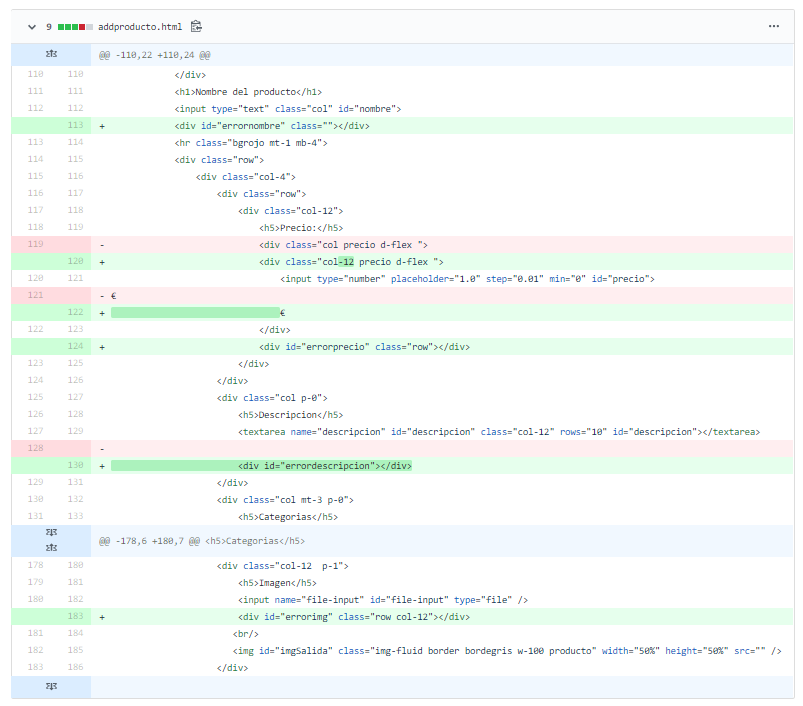 9 addproducto.html
@@ -110,22 +110,24 @@
110 110 </div>
111 111 <h1>Nombre del producto</h1>
112 112 <input type="text" class="col" id="nombre">
113 + <div id="errornombre" class=""></div>
113 114 <hr class="bgrojo mt-1 mb-4">
114 115 <div class="row">
115 116 <div class="col-4">
116 117 <div class="row">
117 118 <div class="col-12">
118 119 <h5>Precio:</h5>
119 - <div class="col precio d-flex ">
120 + <div class="col-12 precio d-flex ">
120 121 <input type="number" placeholder="1.0" step="0.01" min="0" id="precio">
121 - €
122 + €
122 123 </div>
124 + <div id="errorprecio" class="row"></div>
123 125 </div>
124 126 </div>
125 127 <div class="col p-0">
126 128 <h5>Descripcion</h5>
127 129 <textarea name="descripcion" id="descripcion" class="col-12" rows="10" id="descripcion"></textarea>
128 -
130 + <div id="errordescripcion"></div>
129 131 </div>
130 132 <div class="col mt-3 p-0">
131 133 <h5>Categorias</h5>
@@ -178,6 +180,7 @@ <h5>Categorias</h5>
178 180 <div class="col-12  p-1">
179 181 <h5>Imagen</h5>
180 182 <input name="file-input" id="file-input" type="file" />
183 + <div id="errorimg" class="row col-12"></div>
181 184 <br/>
182 185 <img id="imgSalida" class="img-fluid border bordegris w-100 producto" width="50%" height="50%" src="" />
183 186 </div>